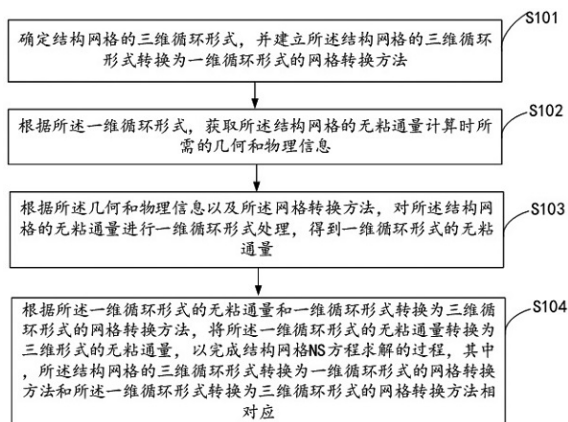 S101
确定结构网格的三维循环形式，并建立所述结构网格的三维循环
形式转换为一维循环形式的网格转换方法
S102
根据所述一维循环形式，获取所述结构网格的无粘通量计算时所
需的几何和物理信息
S103
根据所述几何和物理信息以及所述网格转换方法，对所述结构网
格的无粘通量进行一维循环形式处理，得到一维循环形式的无粘
通量
S104
根据所述一维循环形式的无粘通量和一维循环形式转换为三维循
环形式的网格转换方法，将所述一维循环形式的无粘通量转换为
三维形式的无粘通量，以完成结构网格NS方程求解的过程，其中
，所述结构网格的三维循环形式转换为一维循环形式的网格转换
方法和所述一维循环形式转换为三维循环形式的网格转换方法相
对应